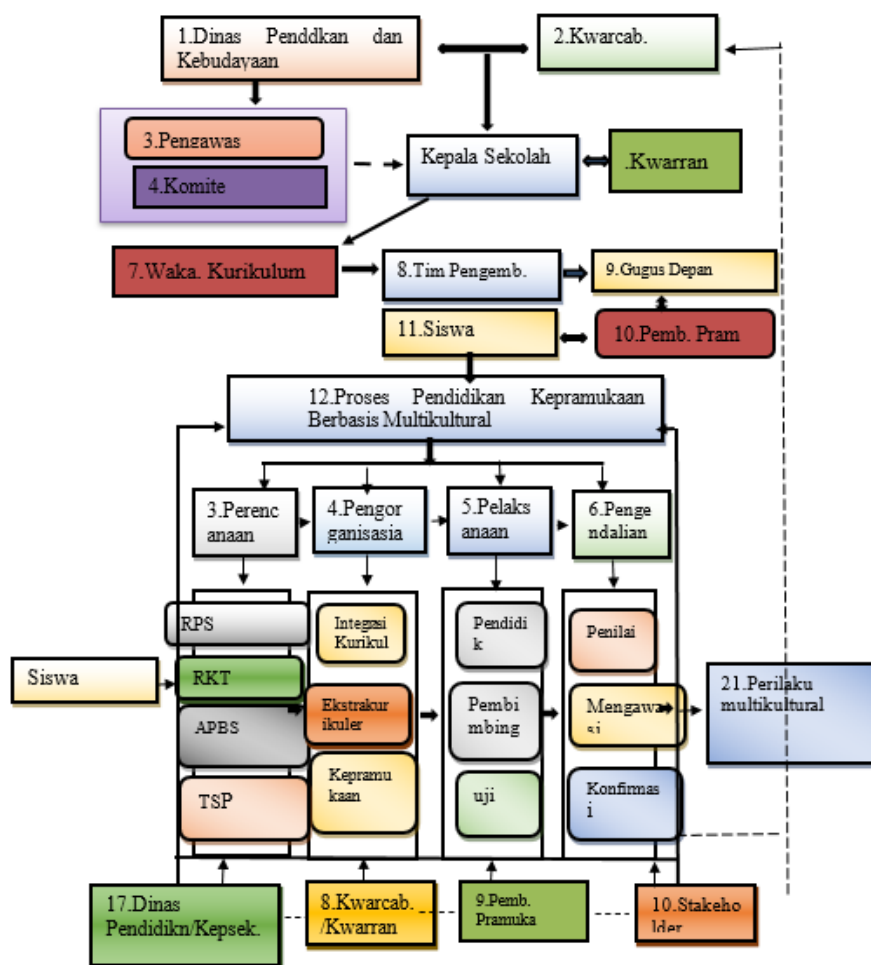 1.Dinas Penddkan dan
Kebudayaan
2.Kwarcab.
3.Pengawas
4.Komite
Kepala Sekolah
.Kwarran
7.Waka. Kurikulum
8.Tim Pengemb.
9.Gugus Depan
11.Siswa
10.Pemb. Pram
12.Proses Pendidikan Kepramukaan
Berbasis Multikultural
3.Perenc
anaan
4.Pengor
rganisasia
5.Pelaks
anaan
6.Penge
ndalian
RPS
RKT
APBS
TSP
Integasi
Kurikul
Ekstrakur
ikuler
Kepramu
kaan
Pendidi
k
Pembi
mbing
uji
Penilai
Mengawa
si
Konfirmas
i
Siswa
21.Perilaku
multikultural
17.Dinas
Pendidikn/Kepsek.
8.Kwarcab.
/Kwarran
9.Pemb.
Pramuka
10.Stakeho
lder